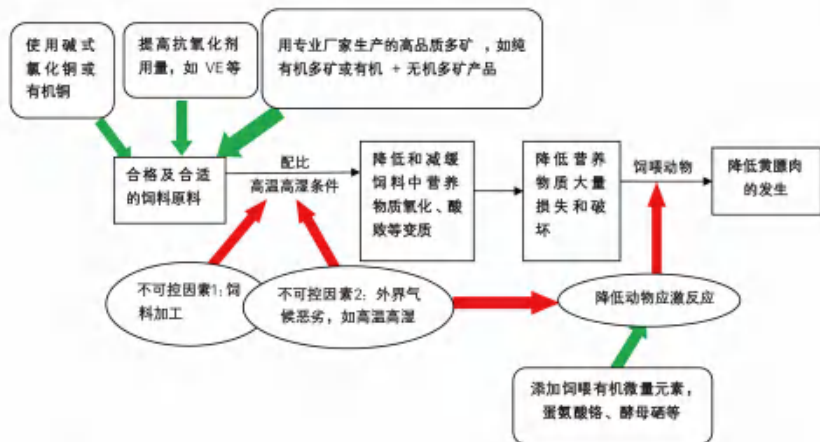 使用碱式
氯化铜或
有机铜
提高抗氧化剂
用量，如 VE等
用专业厂家生产的高品质多矿 ，如纯
有机多矿或有机 + 无机多矿产品
合格及合适
的饲料原料
配比
高温高湿条件
降低和减缓
饲料中营养
物质氧化、酸
败等变质
降低营养
物质大量
损失和破
坏
饲喂动物
降低黄膘肉
的发生
不可控因素1：饲
料加工
不可控因素2：外界气
候恶劣，如高温高湿
降低动物应激反应
添加饲喂有机微量元素，
蛋氨酸铬、酵母硒等